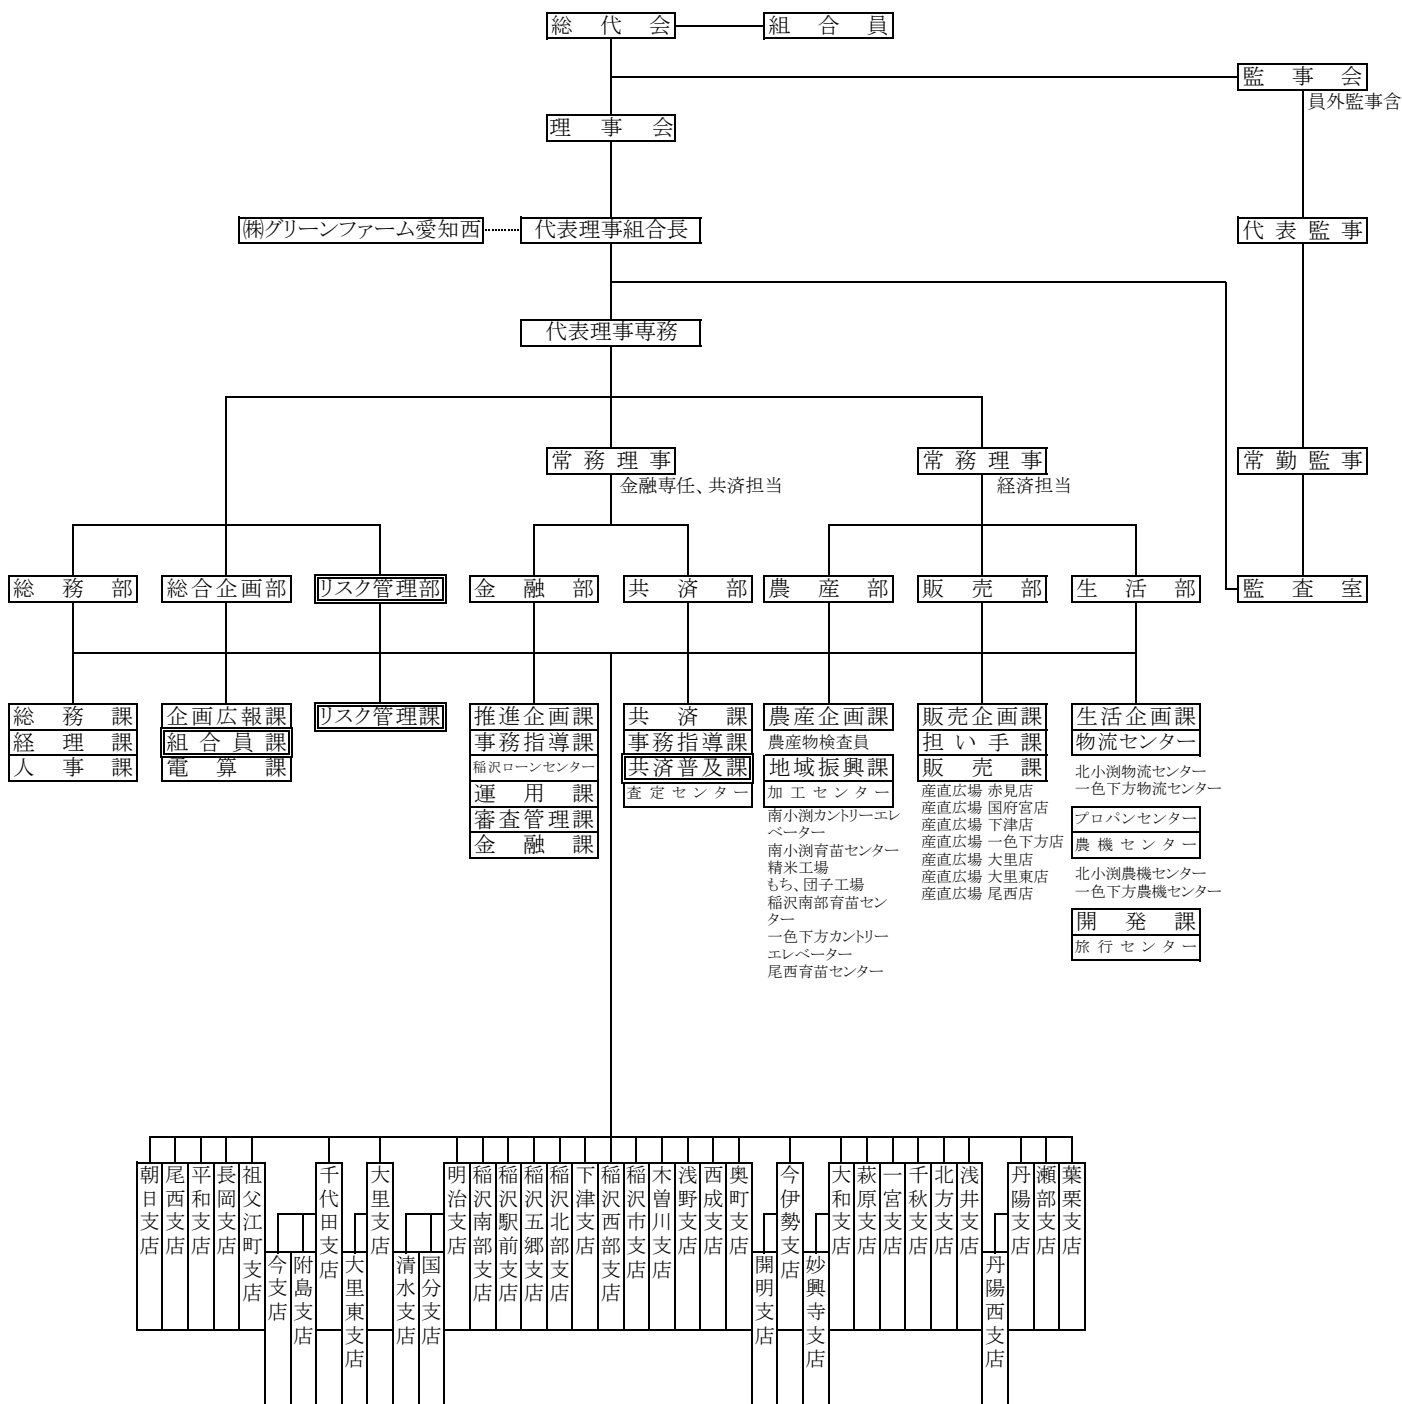 総代会
組合員
監事会
員外監事含
理事会
㈱グリーンファーム愛知西
代表理事組合長
代表監事
代表理事専務
常務理事
金融専任、共済担当
常務理事
経済担当
常勤監事
総務部
総合企画部
リスク管理部
金融部
共済部
農産部
販売部
生活部
監査室
総務課
経理課
人事課
企画広報課
組合員課
電算課
リスク管理課
推進企画課
事務指導課
稲沢ローンセンター
運用課
審査管理課
金融課
共済課
事務指導課
共済普及課
査定センター
農産企画課
農産物検査員
地域振興課
加工センター
南小渕カントリーエレ
ベーター
南小渕育苗センター
精米工場
もち、団子工場
稲沢南部育苗セン
ター
一色下方カントリー
エレベーター
尾西育苗センター
販売企画課
担い手課
販売課
産直広場 赤見店
産直広場 国府宮店
産直広場 下津店
産直広場 一色下方店
産直広場 大里店
産直広場 大里東店
産直広場 尾西店
生活企画課
物流センター
北小渕物流センター
一色下方物流センター
プロパンセンター
農機センター
北小渕農機センター
一色下方農機センター
開発課
旅行センター
朝日支店
尾西支店
平和支店
長岡支店
祖父江町支店
今支店
附島支店
千代田支店
大里東支店
大里支店
清水支店
国分支店
明治支店
稲沢南部支店
稲沢駅前支店
稲沢五郷支店
稲沢北部支店
下津支店
稲沢西部支店
稲沢市支店
木曽川支店
浅野支店
西成支店
奥町支店
開明支店
今伊勢支店
妙興寺支店
大和支店
萩原支店
一宮支店
千秋支店
北方支店
浅井支店
丹陽西支店
丹陽支店
瀬部支店
葉栗支店